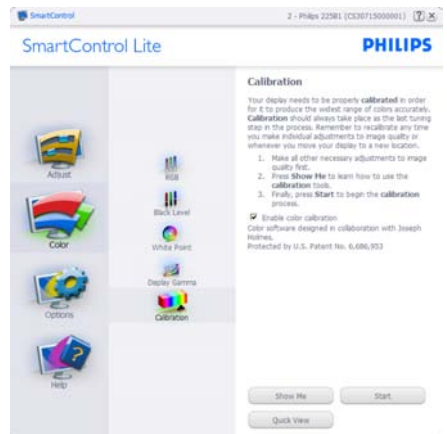 SmartControl
2 - Philips 225B1 (CS30715000001)
SmartControl Lite
PHILIPS
Adjust
Color
Options
Help
RGB
Black Level
White Point
Display Gamma
Calibration
Calibration
Your display needs to be properly calibrated in order
for it to produce the widest range of colors accurately.
Calibration should always take place as the last tuning
step in the process. Remember to recalibrate any time
you make individual adjustments to image quality or
whenever you move your display to a new location.
1. Make all other necessary adjustments to image
quality first.
2. Press Show Me to learn how to use the
calibration tools.
3. Finally, press Start to begin the calibration
process.
Enable color calibration
Color software designed in collaboration with Joseph
Holmes.
Protected by U.S. Patent No. 6,686,953
Show Me
Start
Quick View